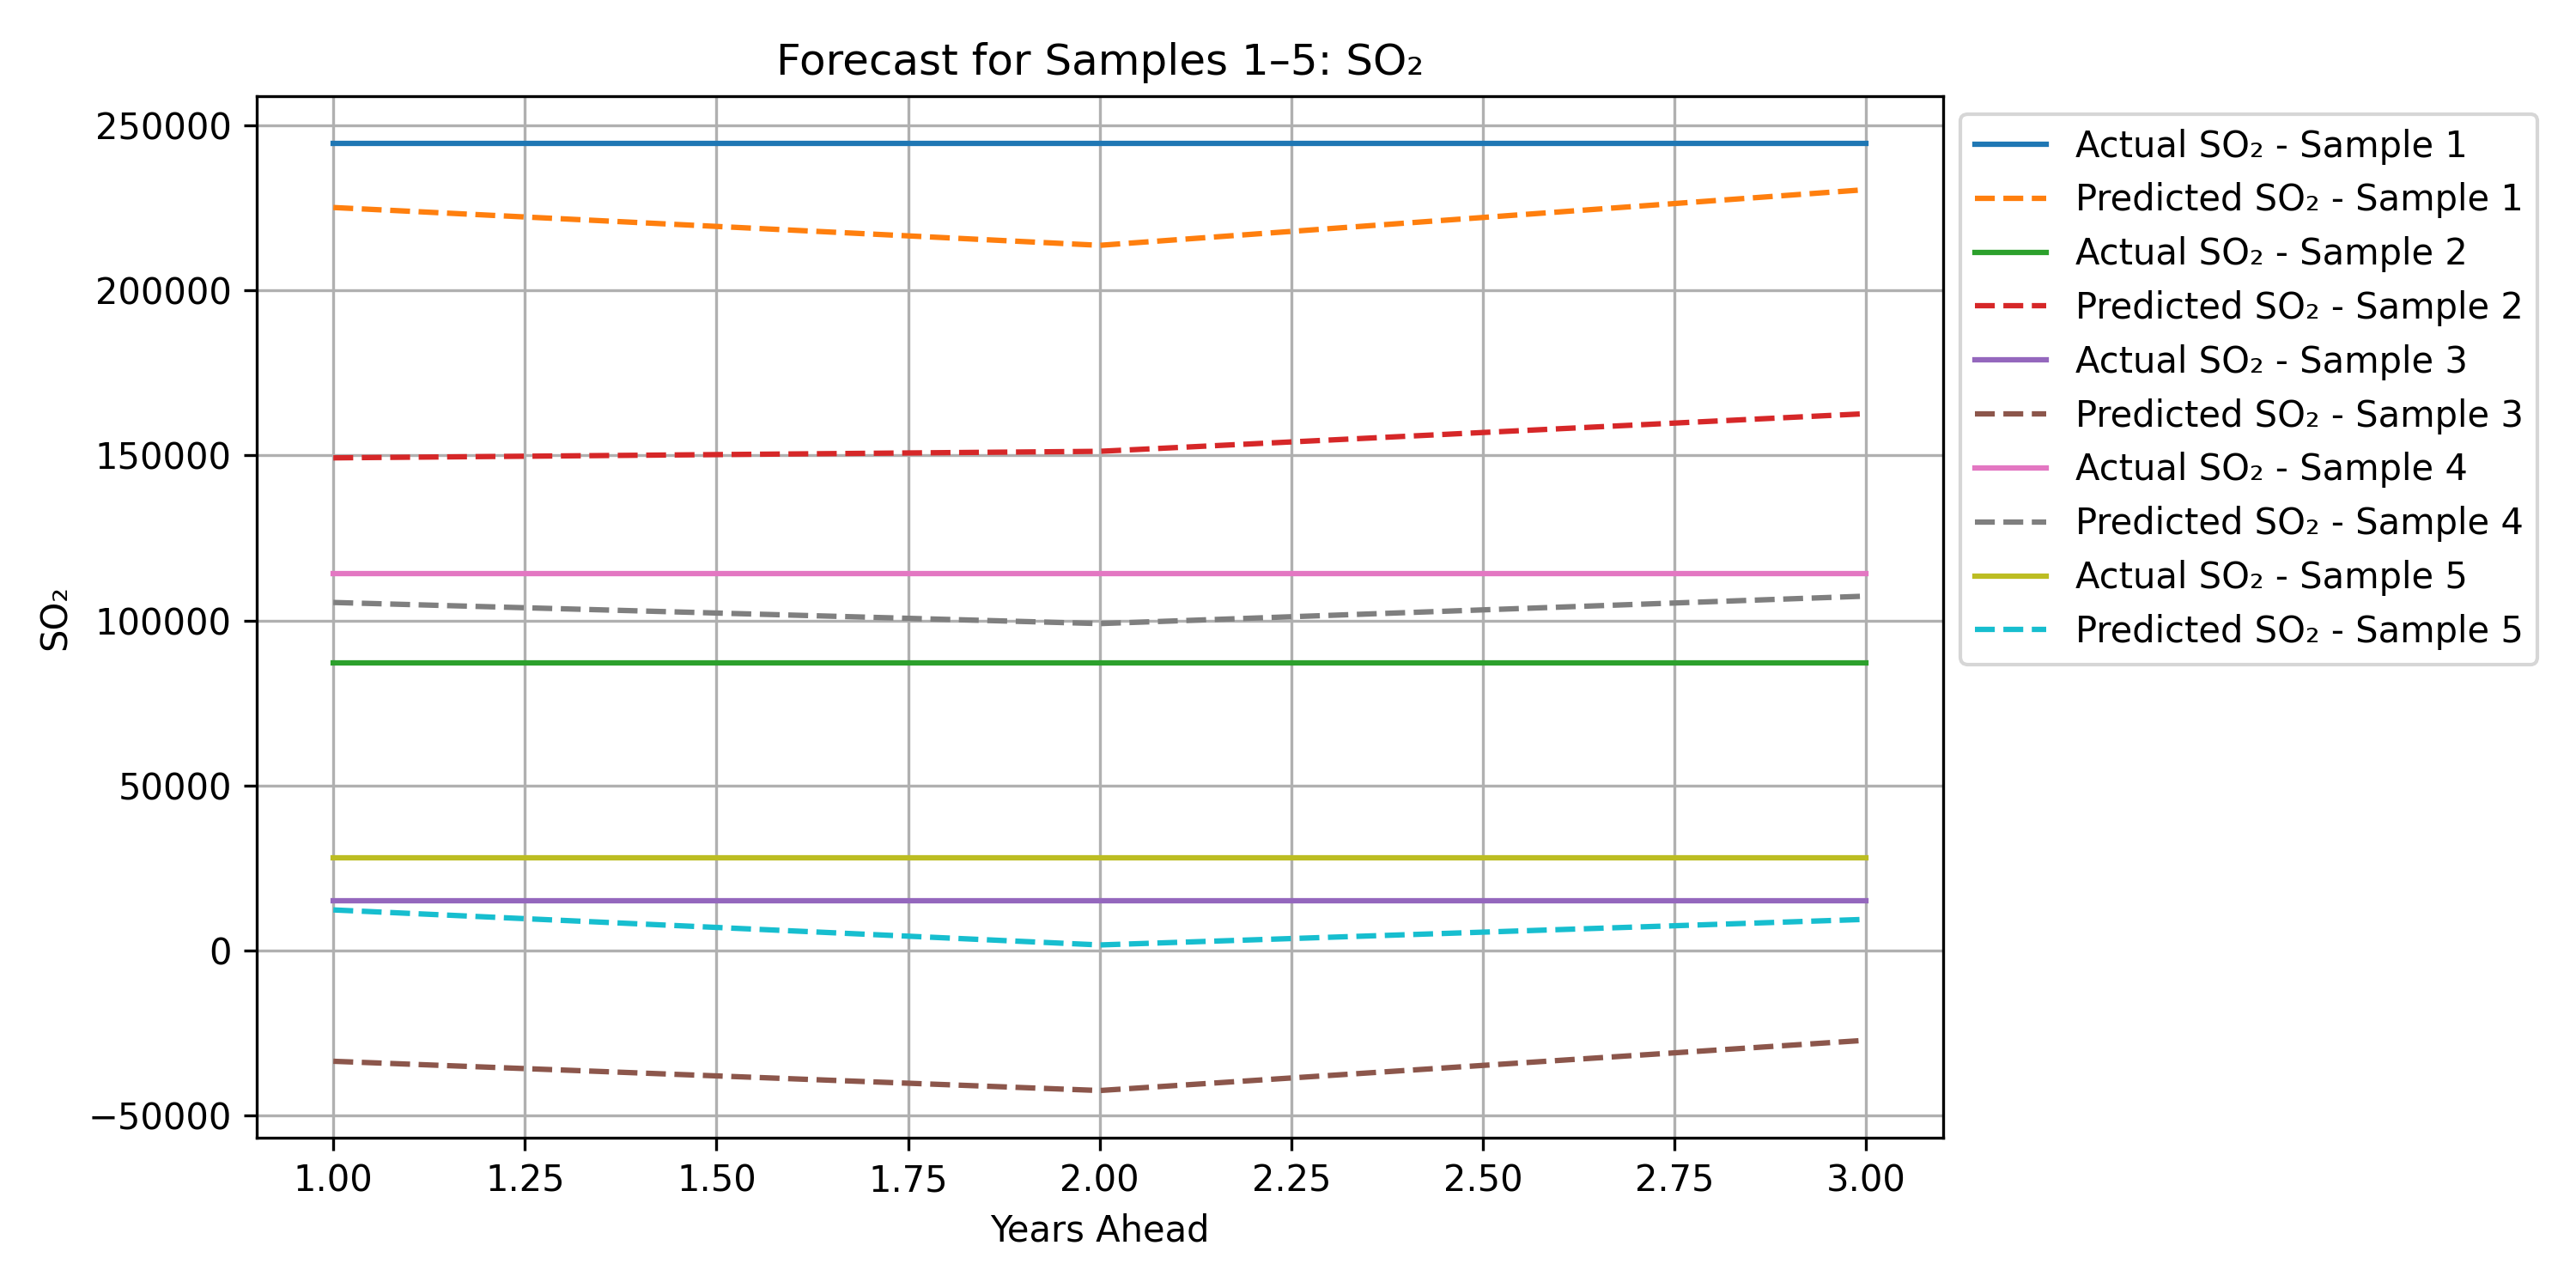 Forecast for Samples 1–5: SO₂
250000
200000
150000
100000
50000
0
−50000
SO₂
1.00 1.25 1.50 1.75 2.00 2.25 2.50 2.75 3.00
Years Ahead
Actual SO₂ - Sample 1
Predicted SO₂ - Sample 1
Actual SO₂ - Sample 2
Predicted SO₂ - Sample 2
Actual SO₂ - Sample 3
Predicted SO₂ - Sample 3
Actual SO₂ - Sample 4
Predicted SO₂ - Sample 4
Actual SO₂ - Sample 5
Predicted SO₂ - Sample 5